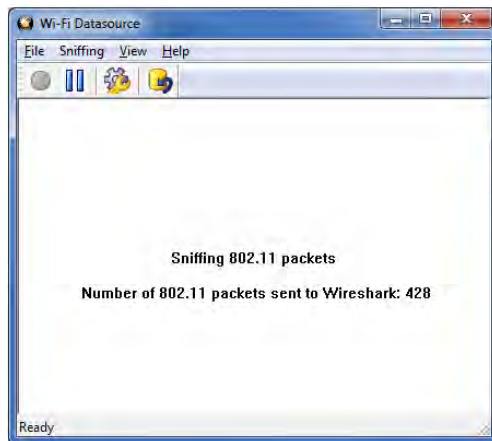 Wi-Fi Datasource
File Sniffing View Help
Sniffing 802.11 packets
Number of 802.11 packets sent to Wireshark: 428
Ready